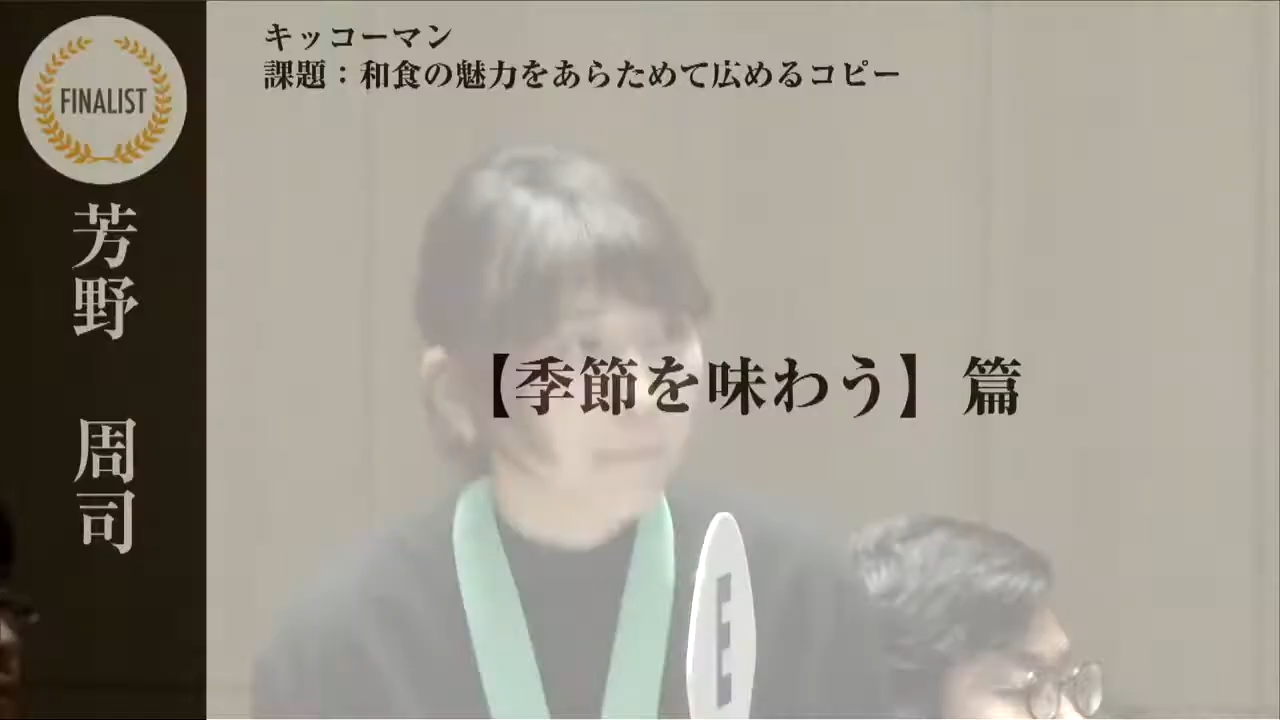 FINALIST
芳野 周司
キッコーマン
課題：和食の魅力をあらためて広めるコピー
【季節を味わう】篇
E